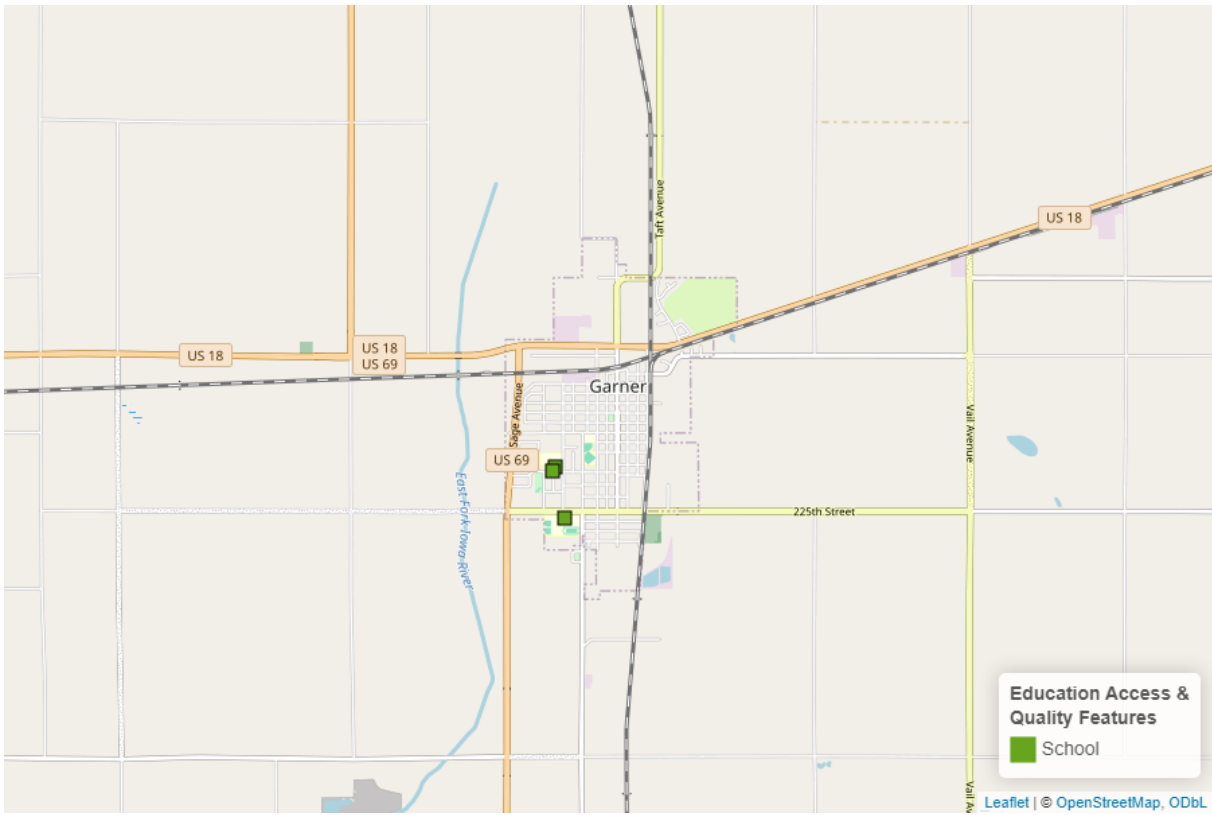 Taft Avenue
US 18
US 18
US 18
US 69
Garner
Sage Avenue
Vail Avenue
US 69
East Fork Iowa River
225th Street
Education Access &
Quality Features
School
Vail Av
Leaflet | © OpenStreetMap, ODbL